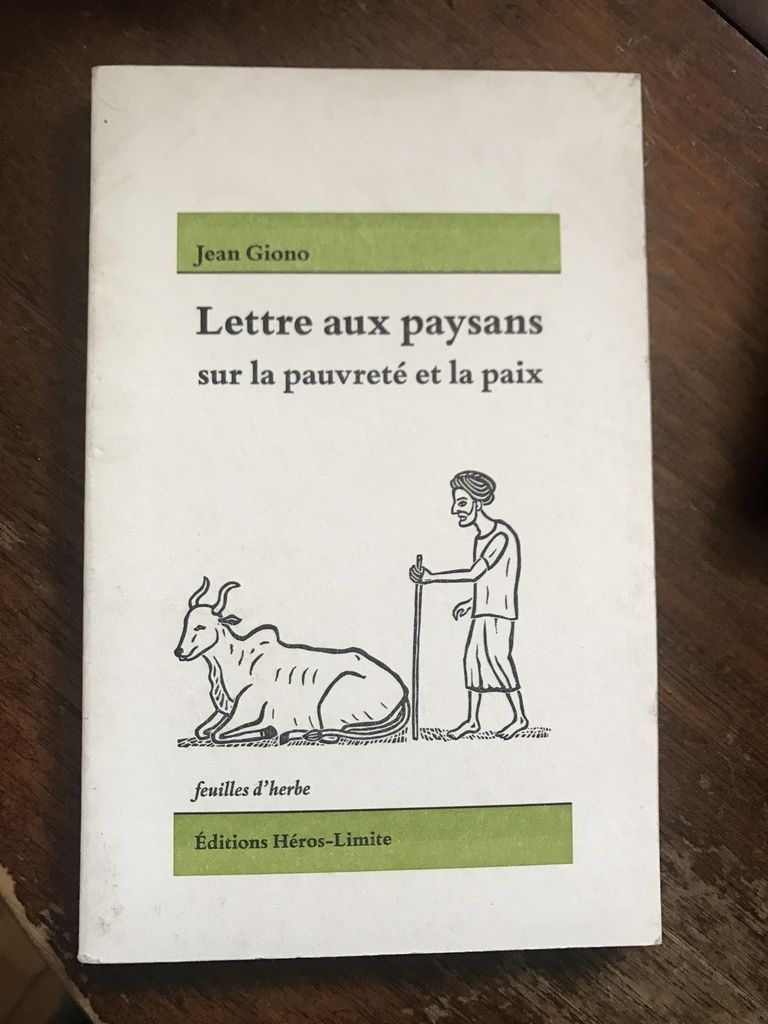 Jean Giono
Lettre aux paysans
sur la pauvreté et la paix
feuilles d'herbe
Éditions Héros-Limite